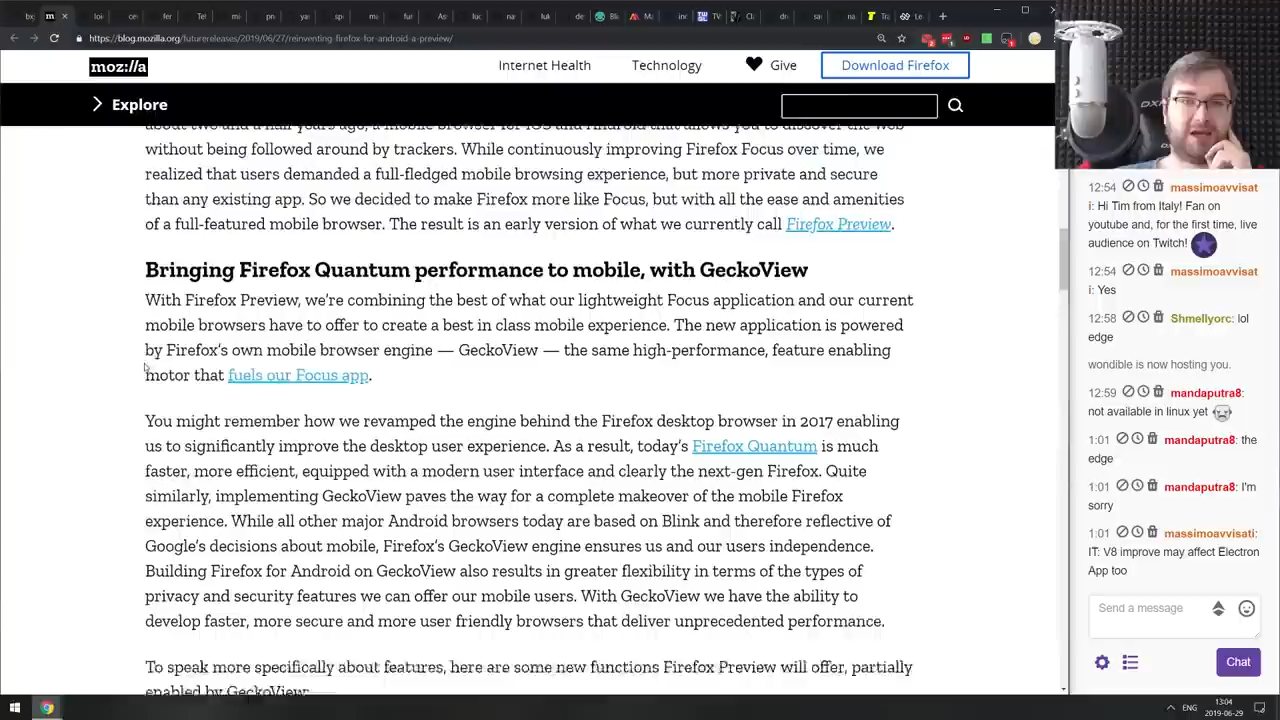 https://blog.mozilla.org/futurereleases/2019/06/27/reinventing-firefox-for-android-a-preview/
moz://a
Internet Health
Technology
Give
Download Firefox
Explore
about two and a half years ago, a mobile browser for iOS and Android that allows you to discover the web
without being followed around by trackers. While continuously improving Firefox Focus over time, we
realized that users demanded a full-fledged mobile browsing experience, but more private and secure
than any existing app. So we decided to make Firefox more like Focus, but with all the ease and amenities
of a full-featured mobile browser. The result is an early version of what we currently call Firefox Preview.
Bringing Firefox Quantum performance to mobile, with GeckoView
With Firefox Preview, we're combining the best of what our lightweight Focus application and our current
mobile browsers have to offer to create a best in class mobile experience. The new application is powered
by Firefox's own mobile browser engine — GeckoView — the same high-performance, feature enabling
motor that fuels our Focus app.
You might remember how we revamped the engine behind the Firefox desktop browser in 2017 enabling
us to significantly improve the desktop user experience. As a result, today's Firefox Quantum is much
faster, more efficient, equipped with a modern user interface and clearly the next-gen Firefox. Quite
similarly, implementing GeckoView paves the way for a complete makeover of the mobile Firefox
experience. While all other major Android browsers today are based on Blink and therefore reflective of
Google's decisions about mobile, Firefox's GeckoView engine ensures us and our users independence.
Building Firefox for Android on GeckoView also results in greater flexibility in terms of the types of
privacy and security features we can offer our mobile users. With GeckoView we have the ability to
develop faster, more secure and more user friendly browsers that deliver unprecedented performance.
To speak more specifically about features, here are some new functions Firefox Preview will offer, partially
enabled by GeckoView:
12:54 massimoavvisat
i: Hi Tim from Italy! Fan on
youtube and, for the first time, live
audience on Twitch!
12:54 massimoavvisat
i: Yes
12:58 Shmellyorc: lol
edge
wondible is now hosting you.
12:59 mandaputra8:
not available in linux yet
1:01 mandaputra8: the
edge
1:01 mandaputra8: I'm
sorry
1:01 massimoavvisati:
IT: V8 improve may affect Electron
App too
Send a message
Chat
ENG
13:04
2019-06-29